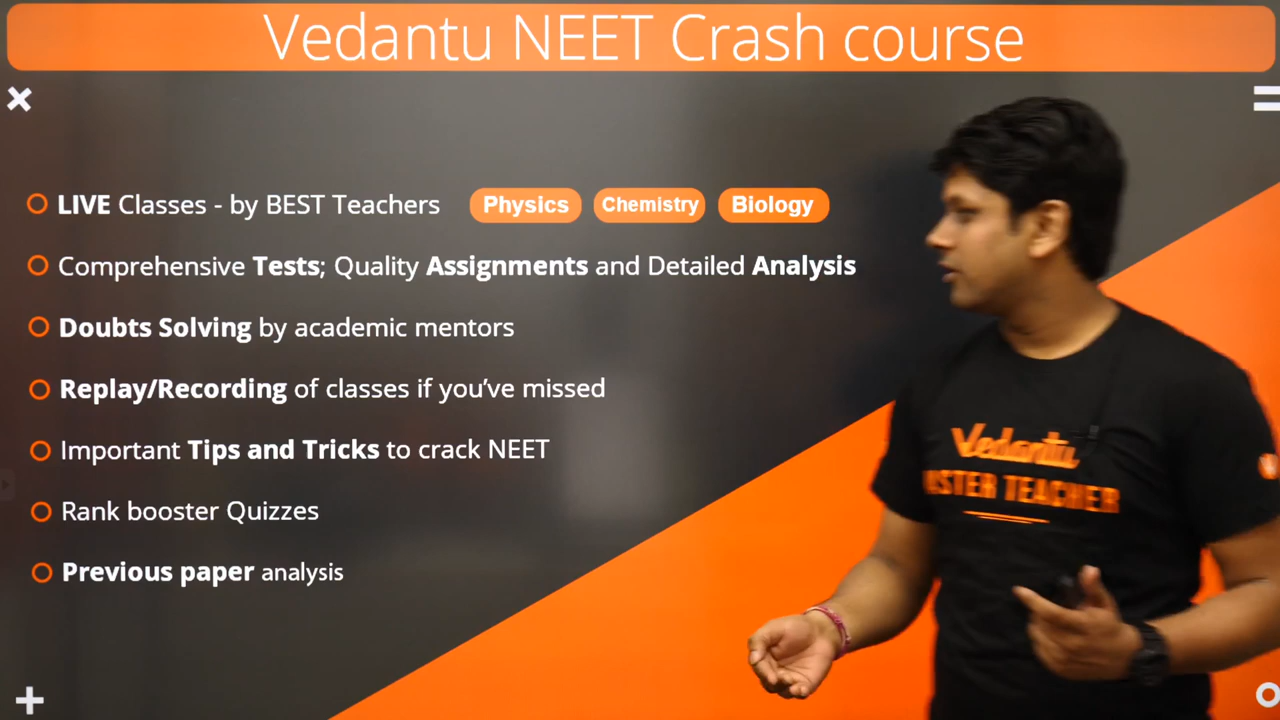 Vedantu NEET Crash course
LIVE Classes - by BEST Teachers Physics Chemistry Biology
Comprehensive Tests; Quality Assignments and Detailed Analysis
Doubts Solving by academic mentors
Replay/Recording of classes if you’ve missed
Important Tips and Tricks to crack NEET
Rank booster Quizzes
Previous paper analysis
Vedantu
TEACHER